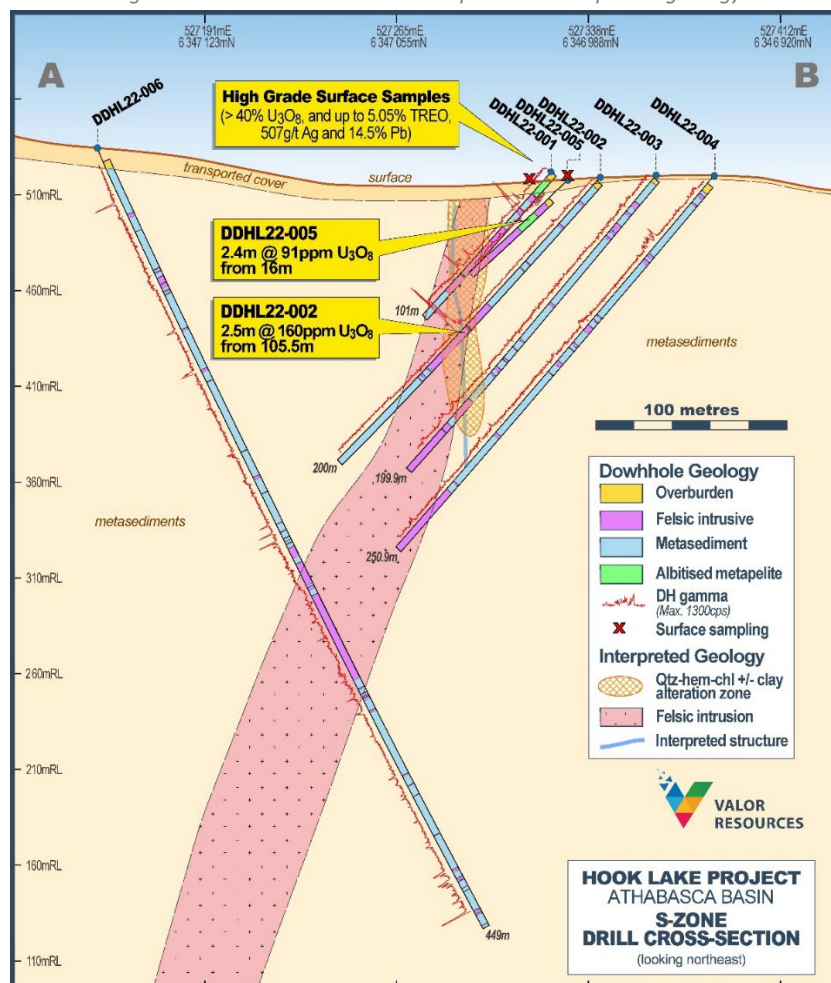 527 191mE
6 347 123mN
527 265mE
6 347 055mN
527 338mE
6 346 988mN
527 412mE
6 346 920mN
A
B
DDHL22-006
High Grade Surface Samples
(> 40% U₃O₈, and up to 5.05% TREO,
507g/t Ag and 14.5% Pb)
DDHL22-001
DDHL22-005
DDHL22-002
DDHL22-003
DDHL22-004
transported cover
surface
510mRL
DDHL22-005
2.4m @ 91ppm U₃O₈
from 16m
460mRL
101m
DDHL22-002
2.5m @ 160ppm U₃O₈
from 105.5m
metasediments
410mRL
100 metres
200m
199.9m
360mRL
metasediments
250.9m
310mRL
260mRL
210mRL
160mRL
449m
110mRL
Dowhhole Geology
Overburden
Felsic intrusive
Metasediment
Albitised metapelite
DH gamma
(Max. 1300cps)
X Surface sampling
Interpreted Geology
Qtz-hem-chl +/- clay
alteration zone
Felsic intrusion
Interpreted structure
VALOR
RESOURCES
HOOK LAKE PROJECT
ATHABASCA BASIN
S-ZONE
DRILL CROSS-SECTION
(looking northeast)